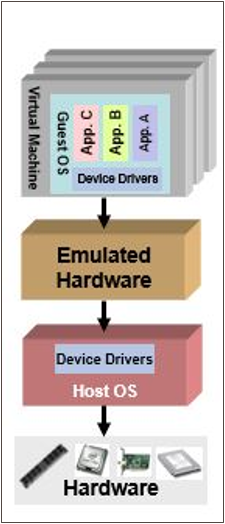 Virtual Machine
Guest OS
App. C
App. B
App. A
Device Drivers
Emulated
Hardware
Device Drivers
Host OS
Hardware